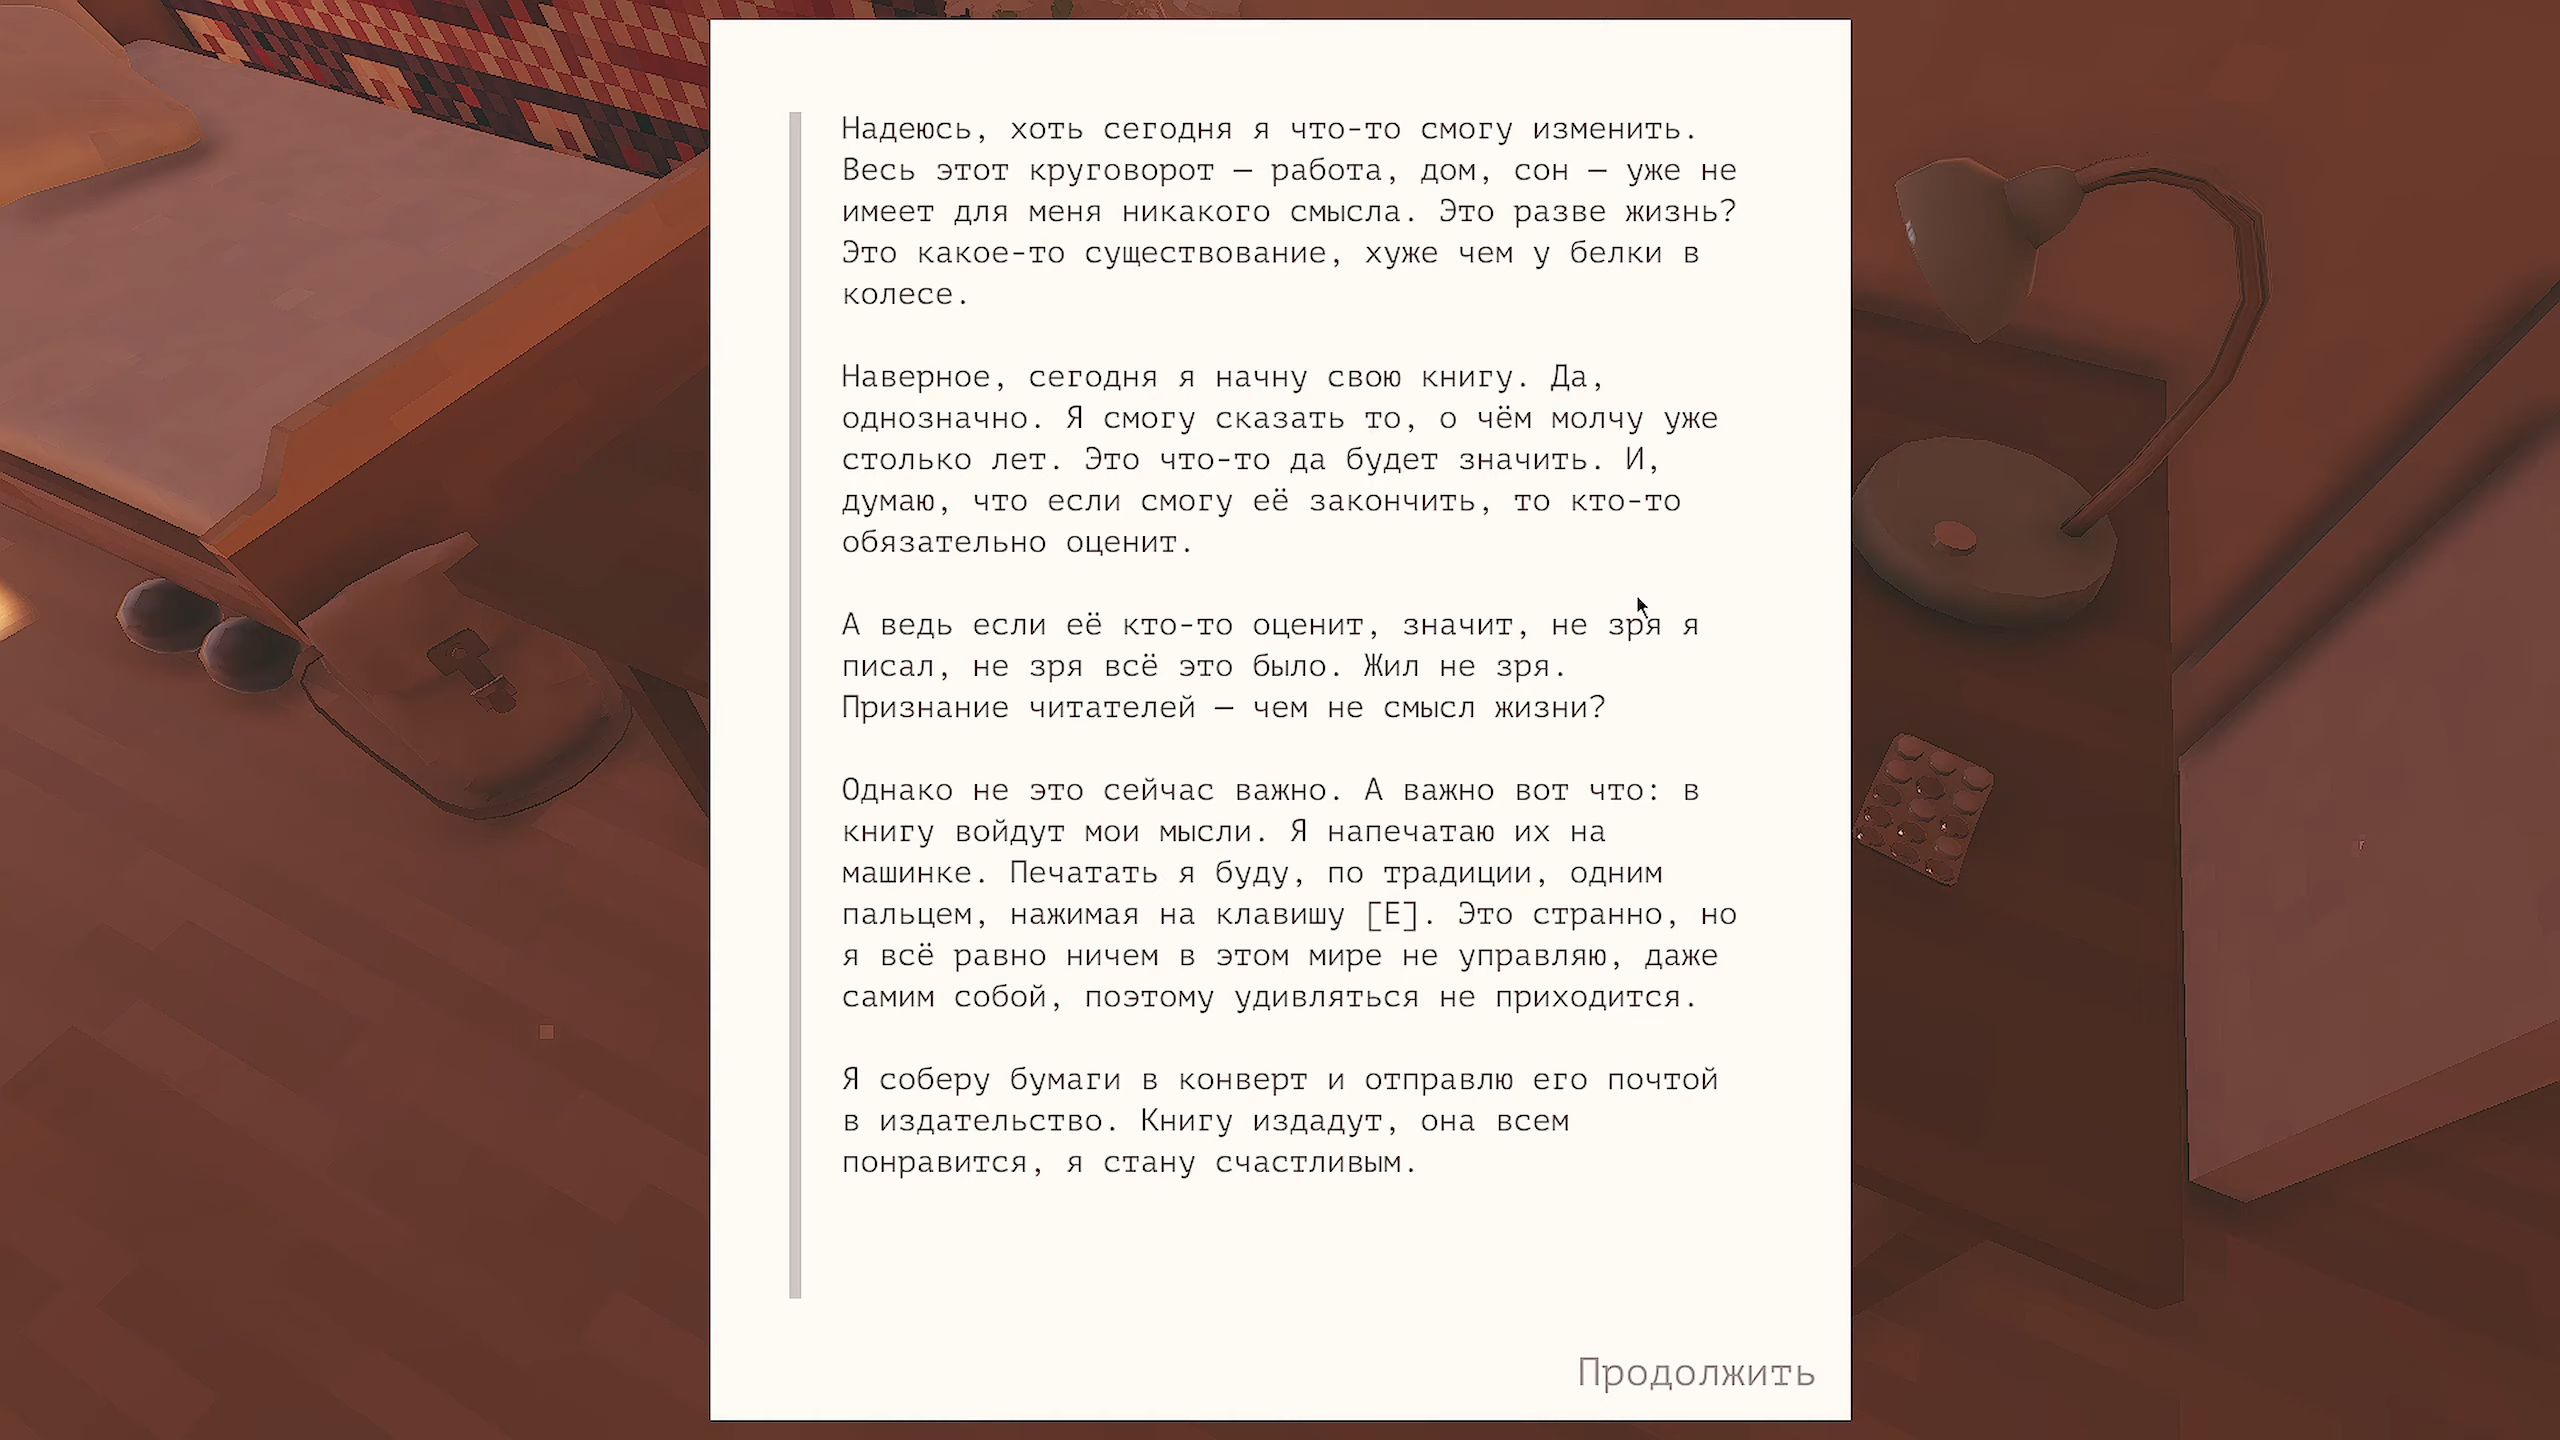 Надеюсь, хоть сегодня я что-то смогу изменить.
Весь этот круговорот — работа, дом, сон — уже не
имеет для меня никакого смысла. Это разве жизнь?
Это какое-то существование, хуже чем у белки в
колесе.
Наверное, сегодня я начну свою книгу. Да,
однозначно. Я смогу сказать то, о чём молчу уже
столько лет. Это что-то да будет значить. И,
думаю, что если смогу её закончить, то кто-то
обязательно оценит.
А ведь если её кто-то оценит, значит, не зря я
писал, не зря всё это было. Жил не зря.
Признание читателей — чем не смысл жизни?
Однако не это сейчас важно. А важно вот что: в
книгу войдут мои мысли. Я напечатаю их на
машинке. Печатать я буду, по традиции, одним
пальцем, нажимая на клавишу [E]. Это странно, но
я всё равно ничем в этом мире не управляю, даже
самим собой, поэтому удивляться не приходится.
Я соберу бумаги в конверт и отправлю его почтой
в издательство. Книгу издадут, она всем
понравится, я стану счастливым.
Продолжить